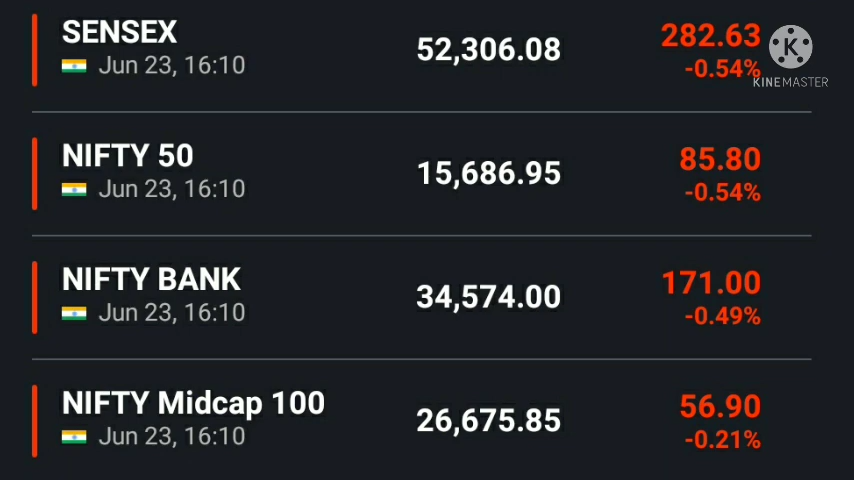 SENSEX 52,306.08 282.63
Jun 23, 16:10 -0.54%
K
KINEMASTER
NIFTY 50 15,686.95 85.80
Jun 23, 16:10 -0.54%
NIFTY BANK 34,574.00 171.00
Jun 23, 16:10 -0.49%
NIFTY Midcap 100 26,675.85 56.90
Jun 23, 16:10 -0.21%